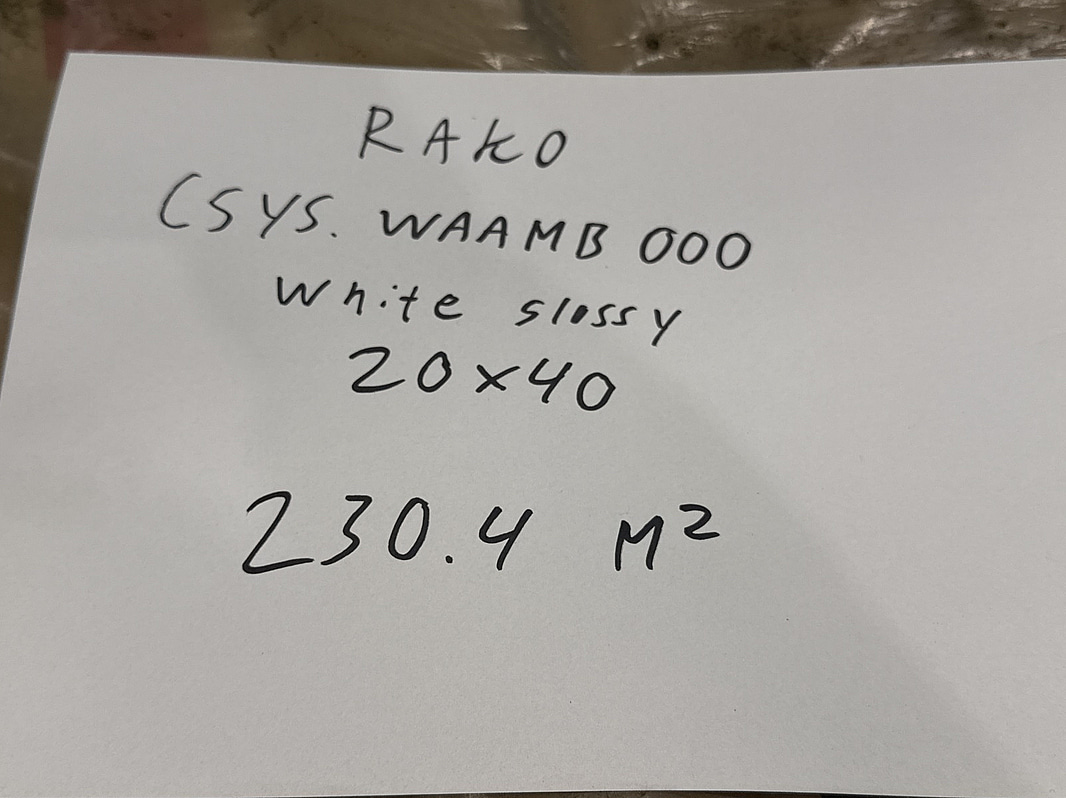 RAKO
CSYS. WAAMB 000
White slossy
20x40
230.4 M²